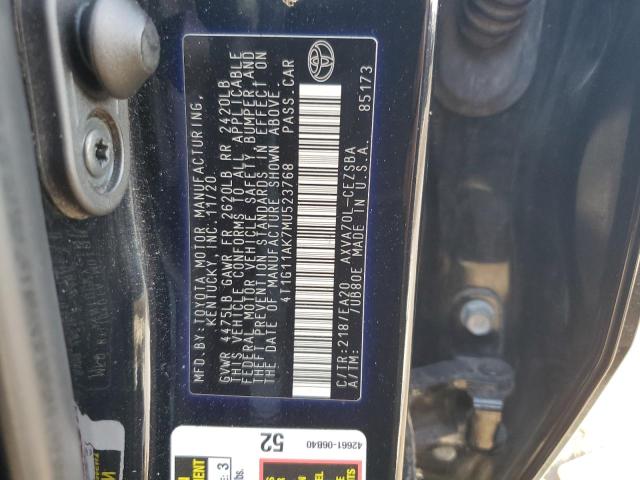 MFD.BY:TOYOTA MOTOR MANUFACTURING,
KENTUCKY, INC. 11/20
GVWR 4475LB GAWR FR 2620LB RR 2420LB
THIS VEHICLE CONFORMS TO ALL APPLICABLE
FEDERAL MOTOR VEHICLE SAFETY, BUMPER, AND
THEFT PREVENTION STANDARDS IN EFFECT ON
THE DATE OF MANUFACTURE SHOWN ABOVE.
4T1G11AK7MU523768 PASS.CAR
C/TR:218/EA20 AXVA70L-CEZSBA
A/TM: /UB80E MADE IN U.S.A.
85173
52
42661-06B40
3